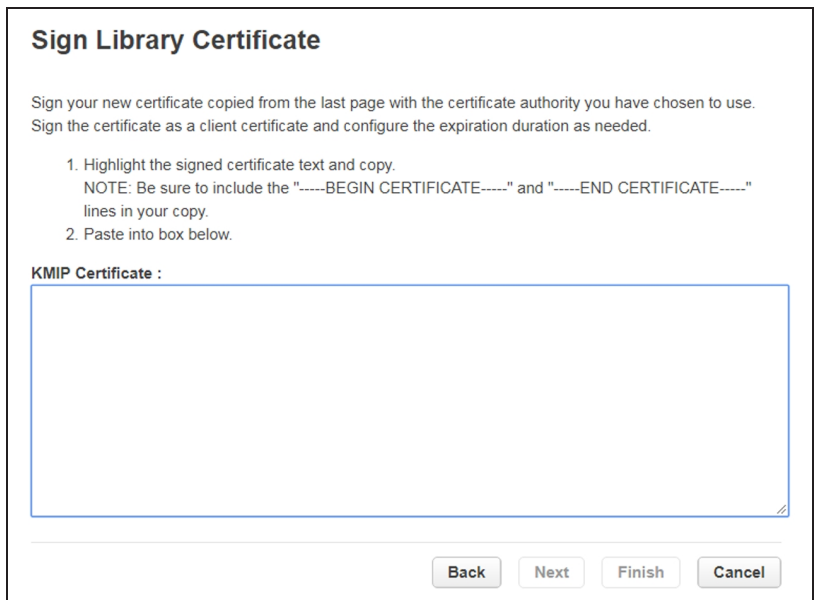 Sign Library Certificate
Sign your new certificate copied from the last page with the certificate authority you have chosen to use.
Sign the certificate as a client certificate and configure the expiration duration as needed.
1. Highlight the signed certificate text and copy.
NOTE: Be sure to include the "-----BEGIN CERTIFICATE-----" and "-----END CERTIFICATE-----"
lines in your copy.
2. Paste into box below.
KMIP Certificate :
Back Next Finish Cancel